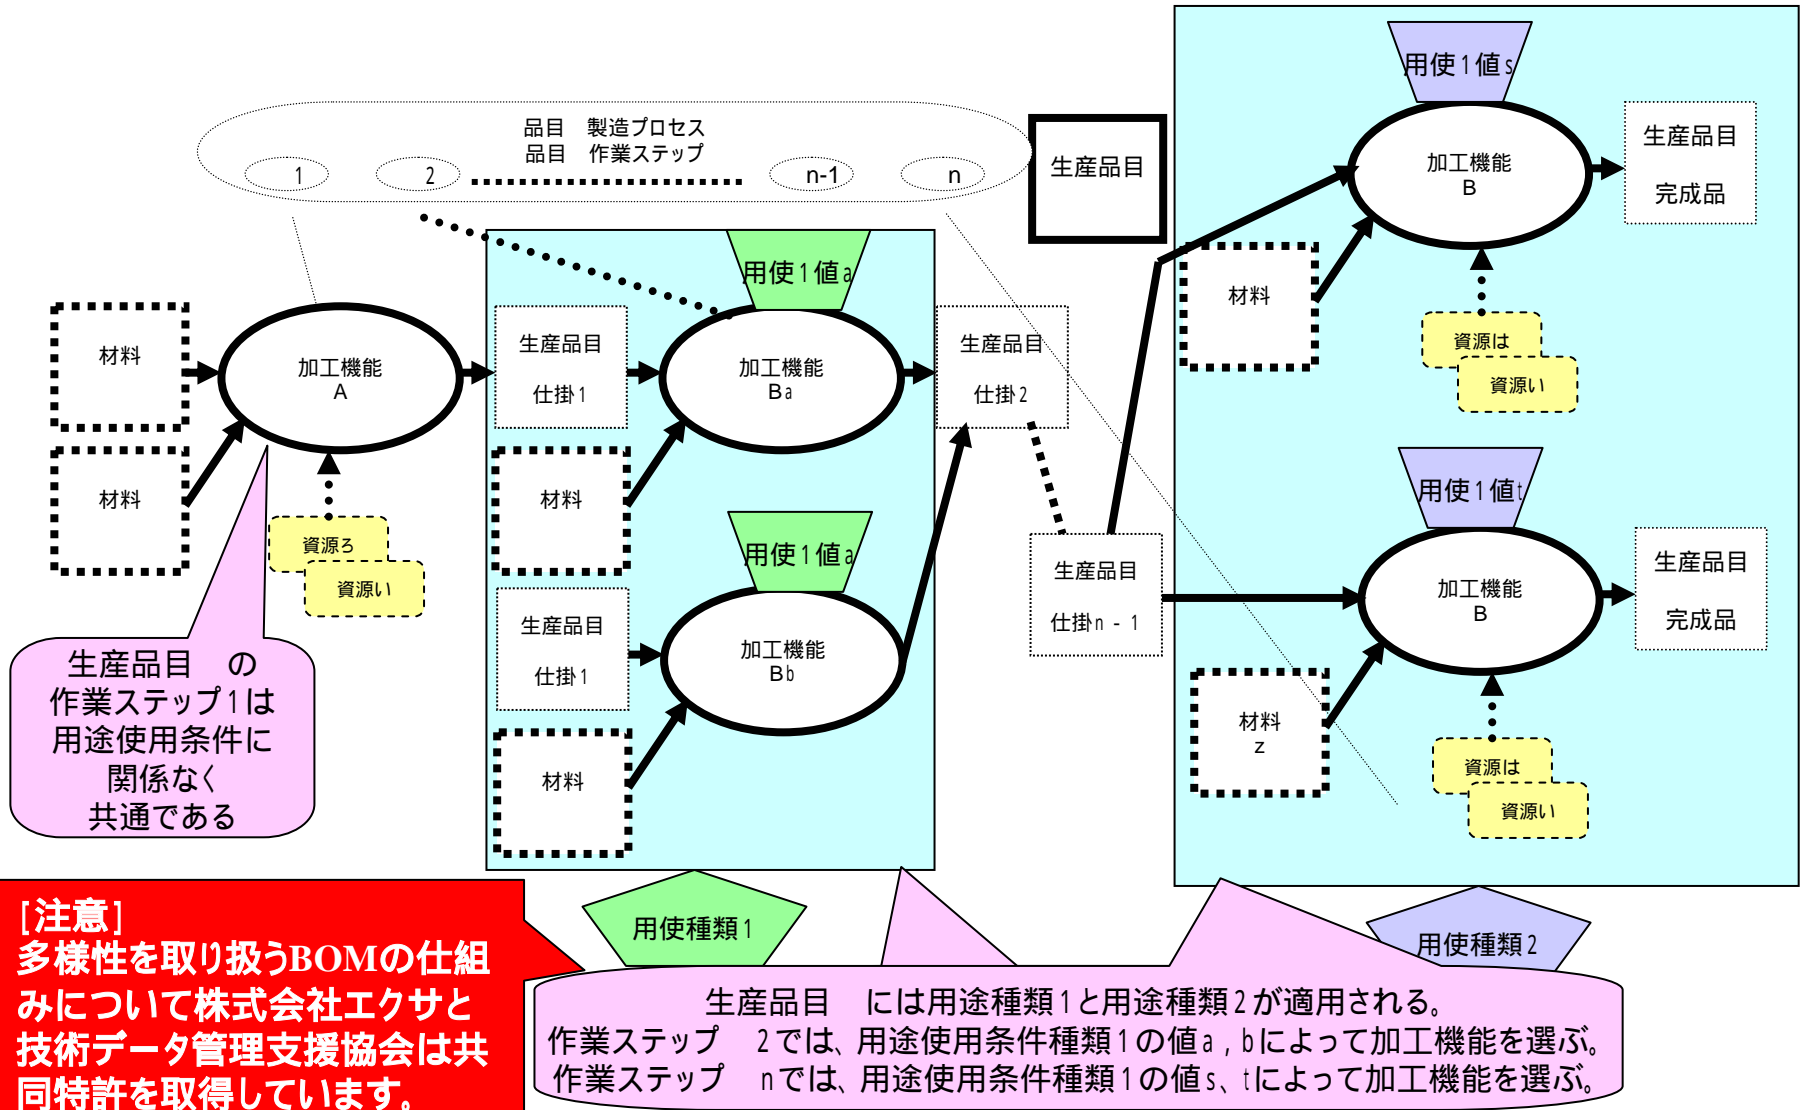 品目　製造プロセス
品目　作業ステップ
1
2
n-1
n
生産品目
用使1値s
加工機能
B
生産品目
完成品
材料
資源は
資源い
用使1値a
材料
加工機能
A
生産品目
仕掛1
加工機能
Ba
生産品目
仕掛2
材料
資源ろ
資源い
材料
用使1値a
生産品目
仕掛1
加工機能
Bb
材料
生産品目
仕掛n-1
用使1値t
加工機能
B
生産品目
完成品
材料
z
資源は
資源い
生産品目　の
作業ステップ1は
用途使用条件に
関係なく
共通である
用使種類1
用使種類2
[注意]
多様性を取り扱うBOMの仕組
みについて株式会社エクサと
技術データ管理支援協会は共
同特許を取得しています。
生産品目　には用途種類1と用途種類2が適用される。
作業ステップ　2では、用途使用条件種類1の値a,bによって加工機能を選ぶ。
作業ステップ　nでは、用途使用条件種類1の値s、tによって加工機能を選ぶ。